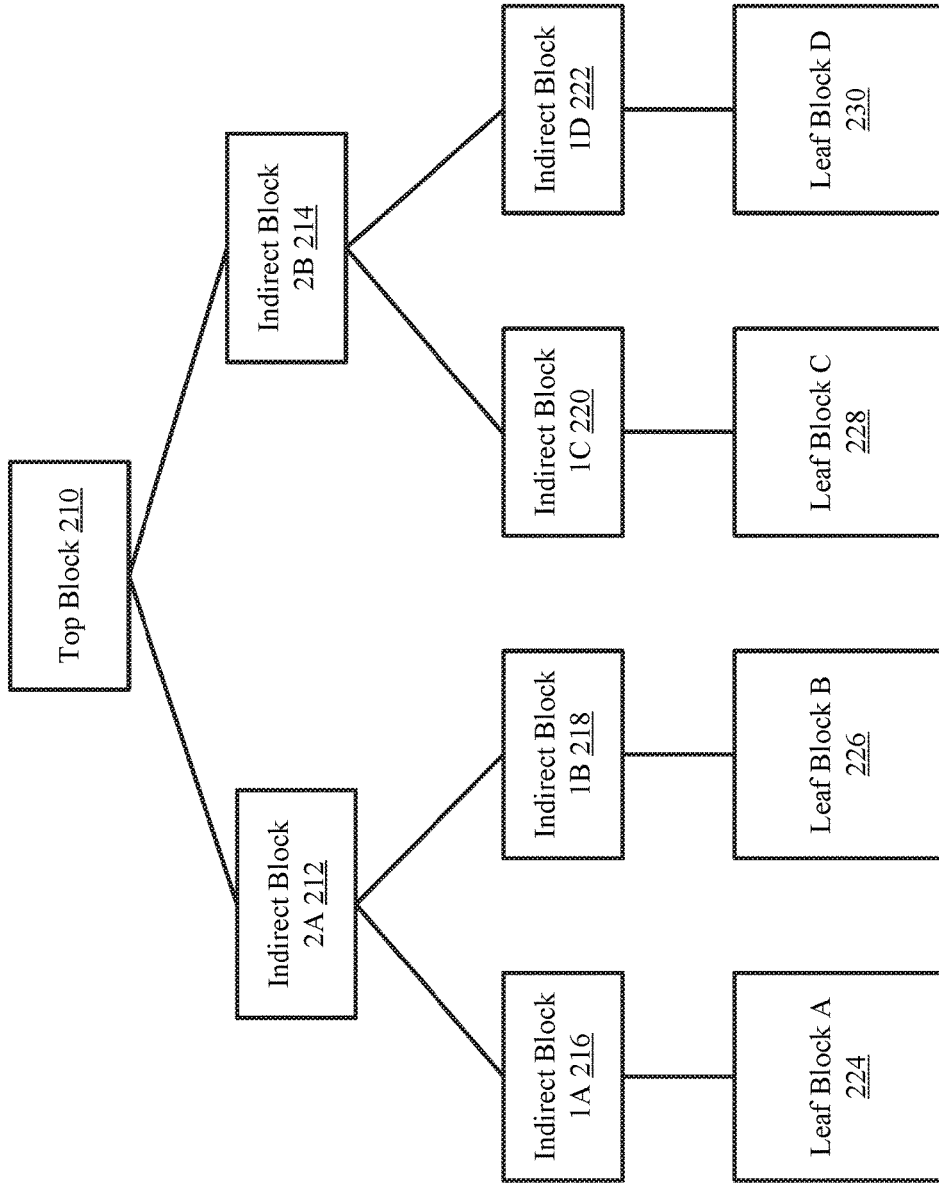 Top Block 210
Indirect Block
2A 212
Indirect Block
2B 214
Indirect Block
1A 216
Indirect Block
1B 218
Indirect Block
1C 220
Indirect Block
1D 222
Leaf Block A
224
Leaf Block B
226
Leaf Block C
228
Leaf Block D
230